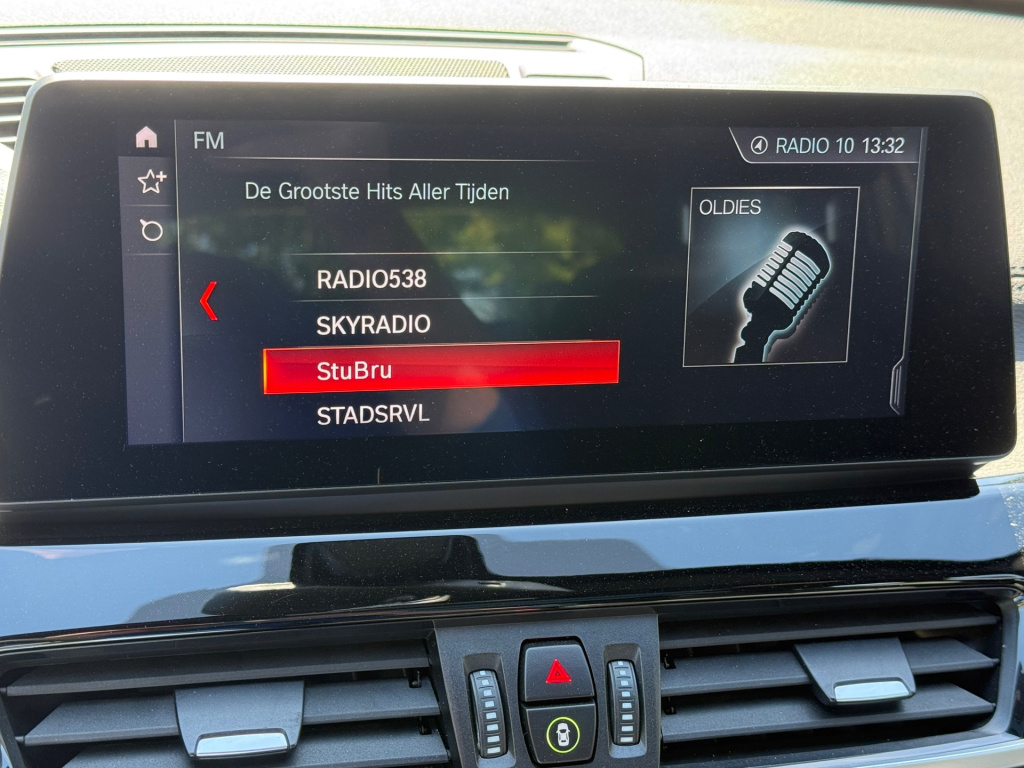 FM
RADIO 10 13:32
De Grootste Hits Aller Tijden
OLDIES
RADIO538
SKYRADIO
StuBru
STADSRVL